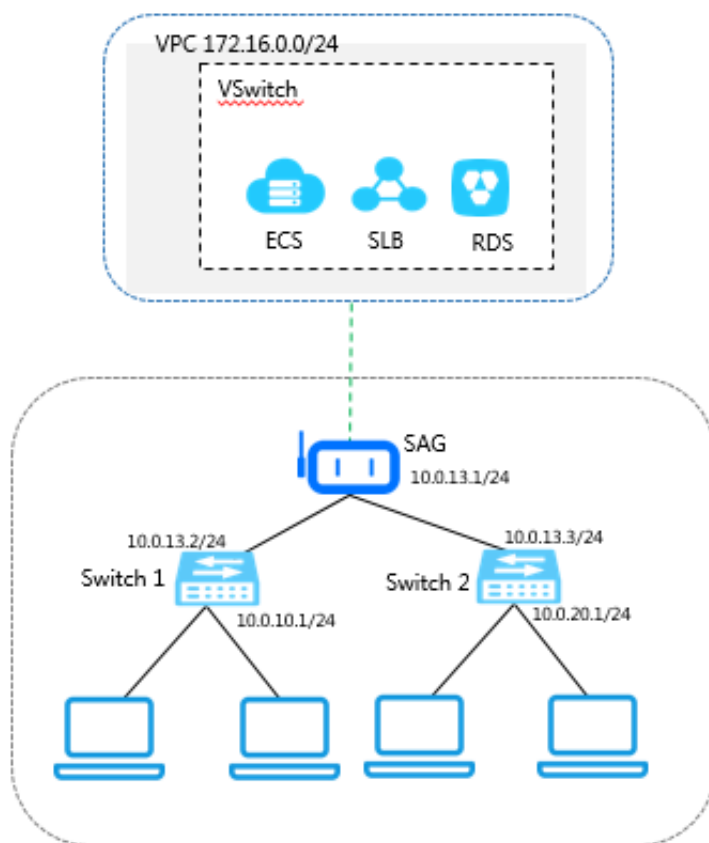 VPC 172.16.0.0/24
VSwitch
ECS
SLB
RDS
SAG
10.0.13.1/24
10.0.13.2/24
10.0.13.3/24
Switch 1
Switch 2
10.0.10.1/24
10.0.20.1/24